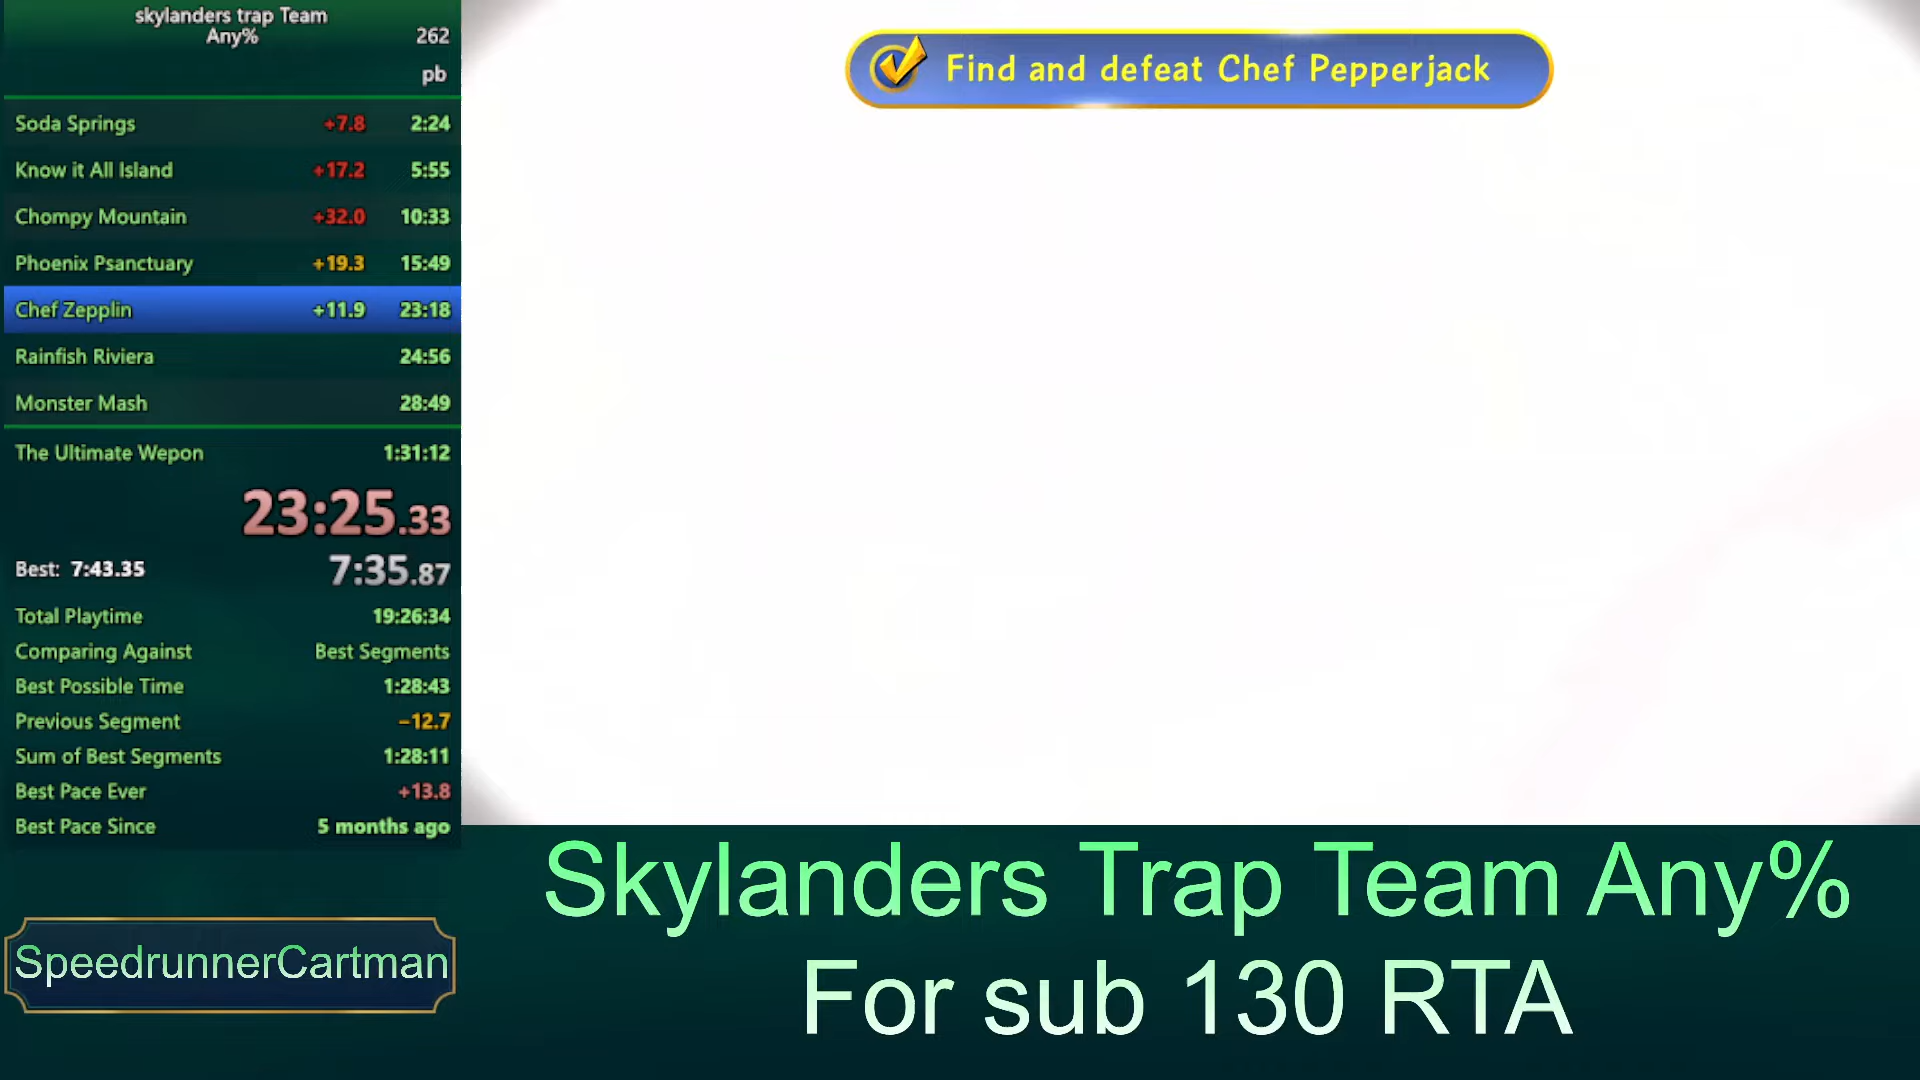 skylanders trap Team
Any% 262
pb
Soda Springs +7.8 2:24
Know it All Island +17.2 5:55
Chompy Mountain +32.0 10:33
Phoenix Psanctuary +19.3 15:49
Chef Zepplin +11.9 23:18
Rainfish Riviera 24:56
Monster Mash 28:49
The Ultimate Wepon 1:31:12
23:25.33
Best: 7:43.35 7:35.87
Total Playtime 19:26:34
Comparing Against Best Segments
Best Possible Time 1:28:43
Previous Segment −12.7
Sum of Best Segments 1:28:11
Best Pace Ever +13.8
Best Pace Since 5 months ago
SpeedrunnerCartman
Find and defeat Chef Pepperjack
Skylanders Trap Team Any%
For sub 130 RTA